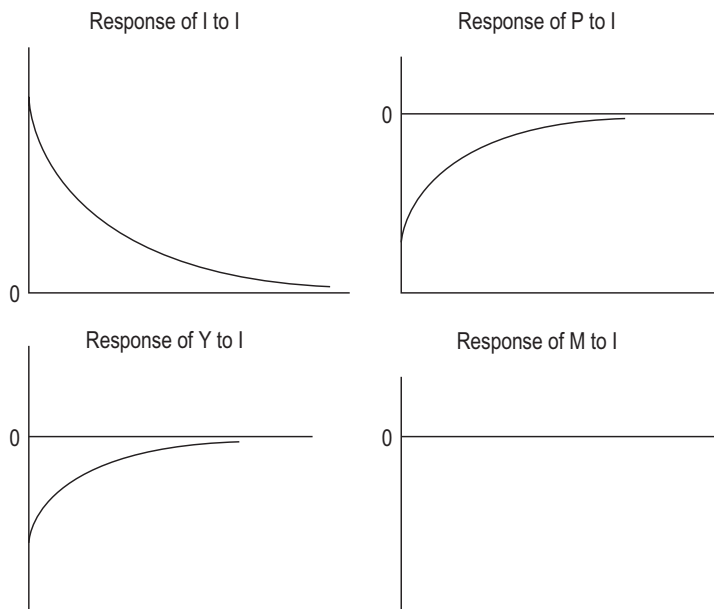 Response of I to I
Response of P to I
0
0
Response of Y to I
Response of M to I
0
0